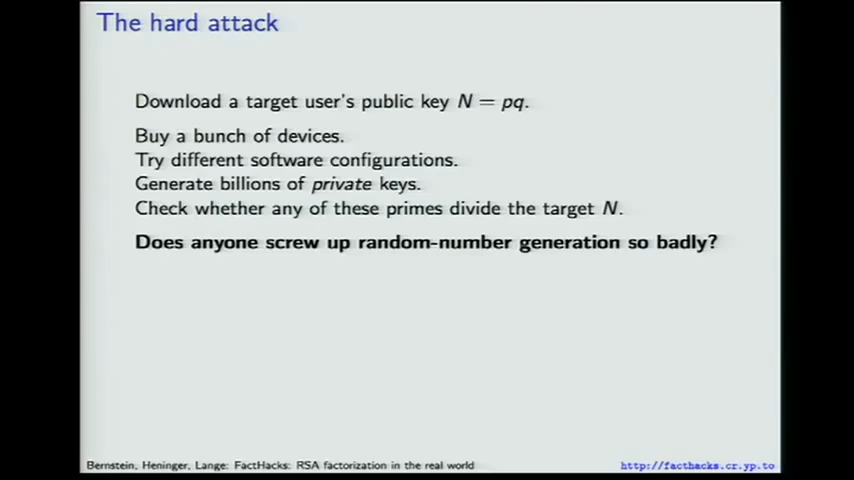 The hard attack
Download a target user's public key N = pq.
Buy a bunch of devices.
Try different software configurations.
Generate billions of private keys.
Check whether any of these primes divide the target N.
Does anyone screw up random-number generation so badly?
Bernstein, Heninger, Lange: FactHacks: RSA factorization in the real world
http://facthacks.cr.yp.to